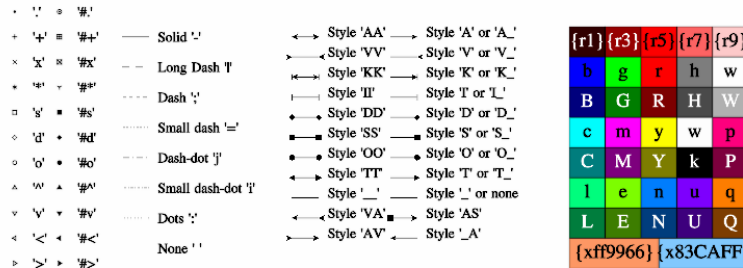 '.' '#.'
'+' '#+'
'x' '#x'
'*' '#*'
's' '#s'
'd' '#d'
'o' '#o'
'^' '#^'
'v' '#v'
'<' '#<'
'>' '#>'
Solid '-'
Long Dash '|'
Dash ';'
Small dash '='
Dash-dot 'j'
Small dash-dot 'i'
Dots ':'
None ' '
Style 'AA' Style 'A' or 'A_'
Style 'VV' Style 'V' or 'V_'
Style 'KK' Style 'K' or 'K_'
Style 'II' Style 'I' or 'I_'
Style 'DD' Style 'D' or 'D_'
Style 'SS' Style 'S' or 'S_'
Style 'OO' Style 'O' or 'O_'
Style 'TT' Style 'T' or 'T_'
Style '__' Style '_' or none
Style 'VA' Style 'AS'
Style 'AV' Style '_A'
{r1} {r3} {r5} {r7} {r9}
b g r h w
B G R H W
c m y w p
C M Y k P
l e n u q
L E N U Q
{xff9966} {x83CAFF